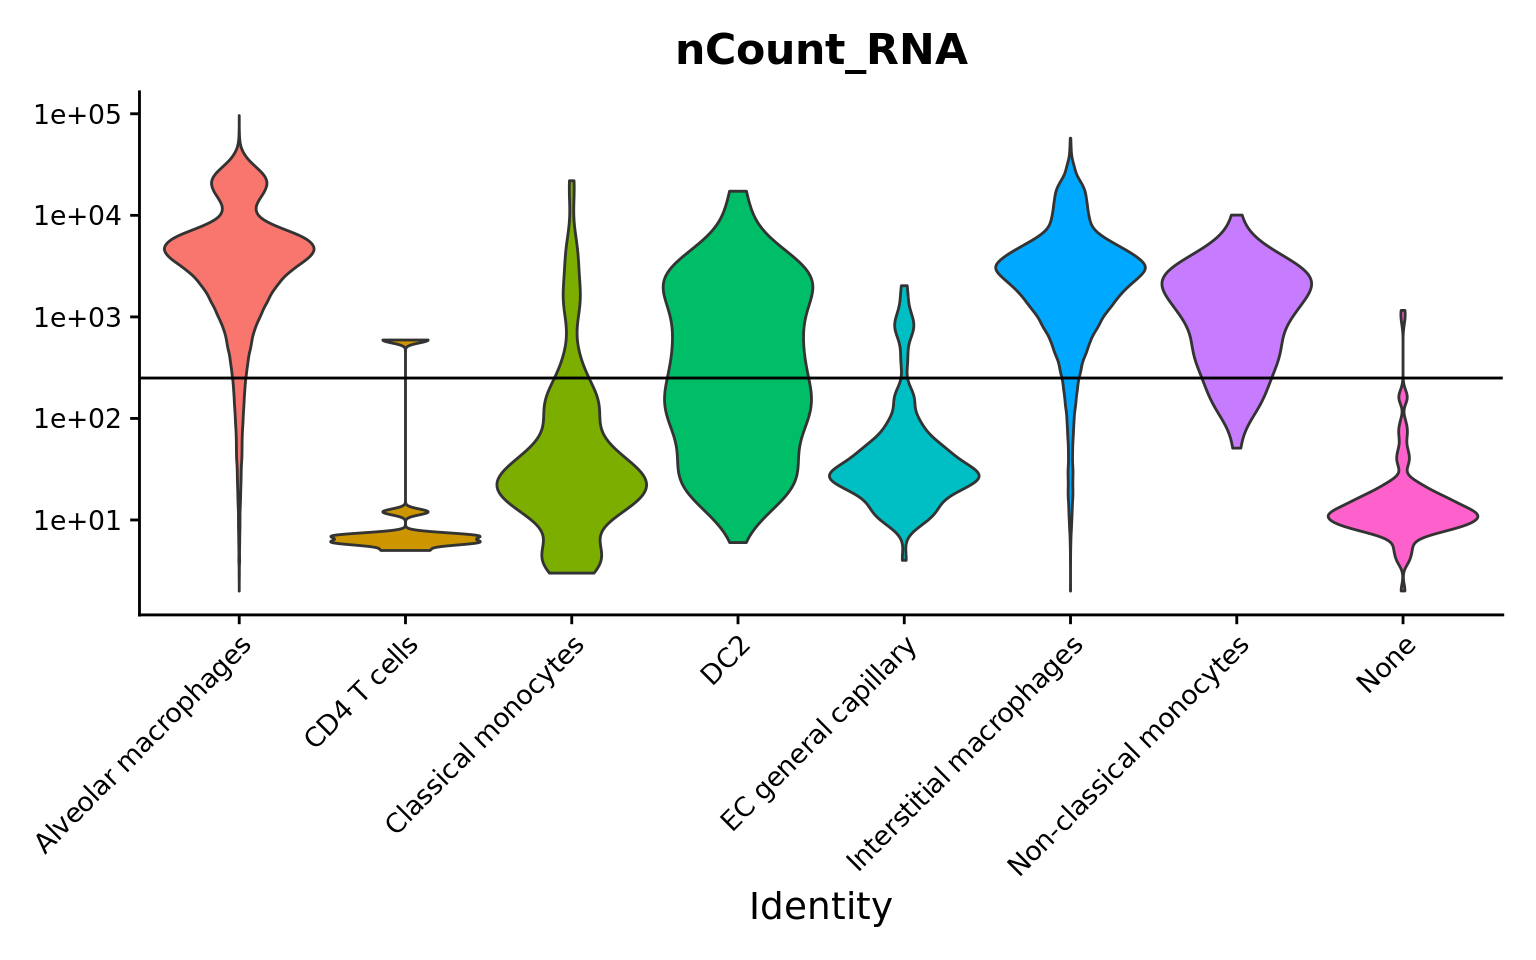 nCount_RNA
1e+05
1e+04
1e+03
1e+02
1e+01
Alveolar macrophages
CD4 T cells
Classical monocytes
DC2
EC general capillary
Interstitial macrophages
Non-classical monocytes
None
Identity